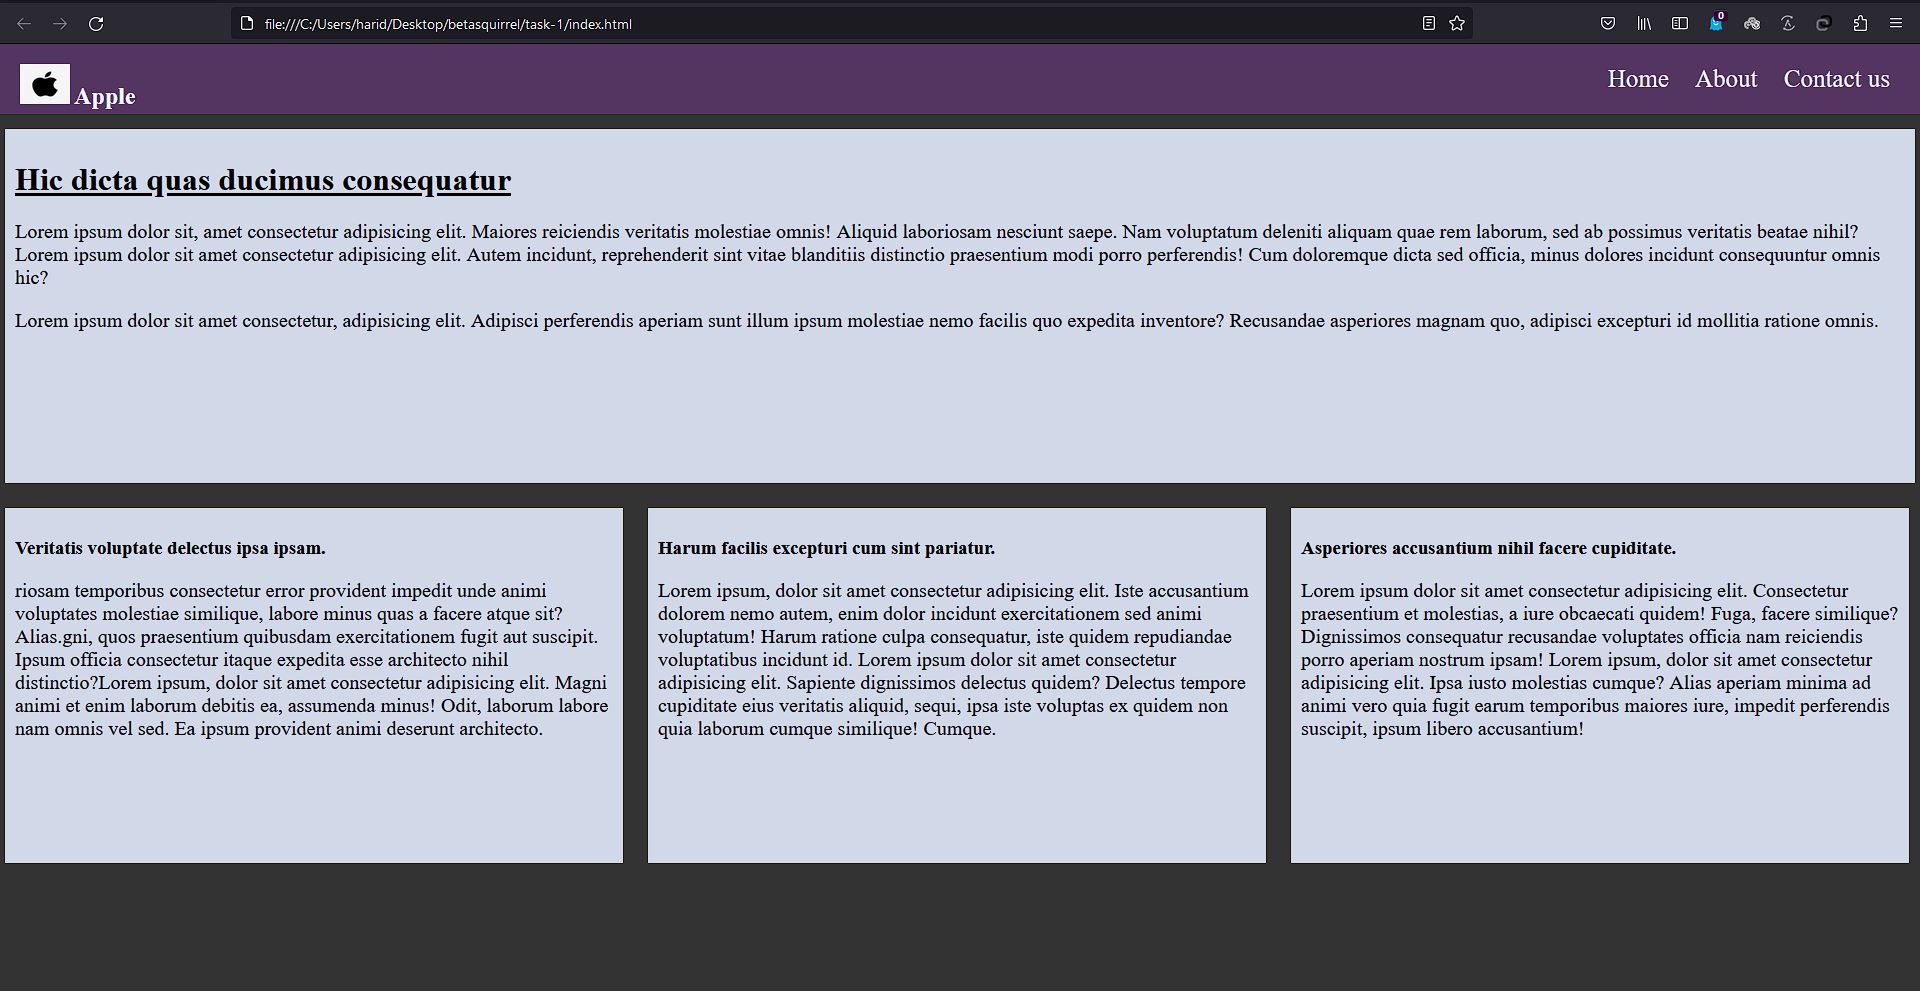 file:///C:/Users/harid/Desktop/betasquirrel/task-1/index.html
0
Apple
Home About Contact us
Hic dicta quas ducimus consequatur
Lorem ipsum dolor sit, amet consectetur adipisicing elit. Maiores reiciendis veritatis molestiae omnis! Aliquid laboriosam nesciunt saepe. Nam voluptatum deleniti aliquam quae rem laborum, sed ab possimus veritatis beatae nihil?
Lorem ipsum dolor sit amet consectetur adipisicing elit. Autem incidunt, reprehenderit sint vitae blanditiis distinctio praesentium modi porro perferendis! Cum doloremque dicta sed officia, minus dolores incidunt consequuntur omnis
hic?
Lorem ipsum dolor sit amet consectetur, adipisicing elit. Adipisci perferendis aperiam sunt illum ipsum molestiae nemo facilis quo expedita inventore? Recusandae asperiores magnam quo, adipisci excepturi id mollitia ratione omnis.
Veritatis voluptate delectus ipsa ipsam.
riosam temporibus consectetur error provident impedit unde animi
voluptates molestiae similique, labore minus quas a facere atque sit?
Alias.gni, quos praesentium quibusdam exercitationem fugit aut suscipit.
Ipsum officia consectetur itaque expedita esse architecto nihil
distinctio?Lorem ipsum, dolor sit amet consectetur adipisicing elit. Magni
animi et enim laborum debitis ea, assumenda minus! Odit, laborum labore
nam omnis vel sed. Ea ipsum provident animi deserunt architecto.
Harum facilis excepturi cum sint pariatur.
Lorem ipsum, dolor sit amet consectetur adipisicing elit. Iste accusantium
dolorem nemo autem, enim dolor incidunt exercitationem sed animi
voluptatum! Harum ratione culpa consequatur, iste quidem repudiandae
voluptatibus incidunt id. Lorem ipsum dolor sit amet consectetur
adipisicing elit. Sapiente dignissimos delectus quidem? Delectus tempore
cupiditate eius veritatis aliquid, sequi, ipsa iste voluptas ex quidem non
quia laborum cumque similique! Cumque.
Asperiores accusantium nihil facere cupiditate.
Lorem ipsum dolor sit amet consectetur adipisicing elit. Consectetur
praesentium et molestias, a iure obcaecati quidem! Fuga, facere similique?
Dignissimos consequatur recusandae voluptates officia nam reiciendis
porro aperiam nostrum ipsam! Lorem ipsum, dolor sit amet consectetur
adipisicing elit. Ipsa iusto molestias cumque? Alias aperiam minima ad
animi vero quia fugit earum temporibus maiores iure, impedit perferendis
suscipit, ipsum libero accusantium!